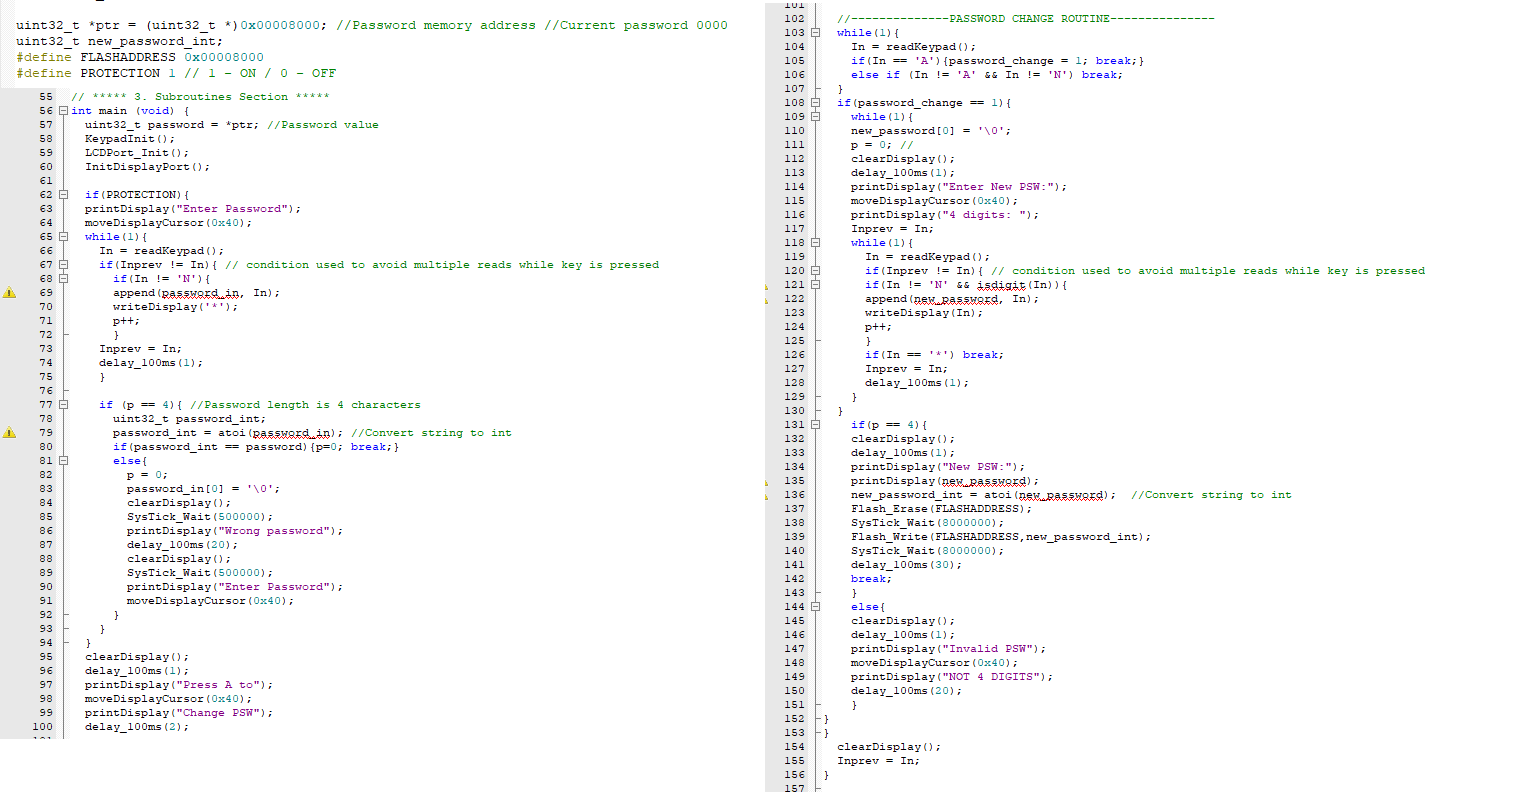 uint32_t *ptr = (uint32_t *)0x00008000; //Password memory address //Current password 0000
uint32_t new_password_int;
#define FLASHADDRESS 0x00008000
#define PROTECTION 1 // 1 - ON / 0 - OFF
55 // ***** 3. Subroutines Section *****
56 int main (void) {
57 uint32_t password = *ptr; //Password value
58 KeypadInit();
59 LCDPort_Init();
60 InitDisplayPort();
61
62 if(PROTECTION){
63 printDisplay("Enter Password");
64 moveDisplayCursor(0x40);
65 while(1){
66 In = readKeypad();
67 if(Inprev != In){ // condition used to avoid multiple reads while key is pressed
68 if(In != 'N'){
69 append(password_in, In);
70 writeDisplay('*');
71 p++;
72 }
73 Inprev = In;
74 delay_100ms(1);
75 }
76
77 if (p == 4){ //Password length is 4 characters
78 uint32_t password_int;
79 password_int = atoi(password_in); //Convert string to int
80 if(password_int == password){p=0; break;}
81 else{
82 p = 0;
83 password_in[0] = '\0';
84 clearDisplay();
85 SysTick_Wait(500000);
86 printDisplay("Wrong password");
87 delay_100ms(20);
88 clearDisplay();
89 SysTick_Wait(500000);
90 printDisplay("Enter Password");
91 moveDisplayCursor(0x40);
92 }
93 }
94 }
95 clearDisplay();
96 delay_100ms(1);
97 printDisplay("Press A to");
98 moveDisplayCursor(0x40);
99 printDisplay("Change PSW");
100 delay_100ms(2);
101
102 //--------------PASSWORD CHANGE ROUTINE---------------
103 while(1){
104 In = readKeypad();
105 if(In == 'A'){password_change = 1; break;}
106 else if (In != 'A' && In != 'N') break;
107 }
108 if(password_change == 1){
109 while(1){
110 new_password[0] = '\0';
111 p = 0; //
112 clearDisplay();
113 delay_100ms(1);
114 printDisplay("Enter New PSW:");
115 moveDisplayCursor(0x40);
116 printDisplay("4 digits: ");
117 Inprev = In;
118 while(1){
119 In = readKeypad();
120 if(Inprev != In){ // condition used to avoid multiple reads while key is pressed
121 if(In != 'N' && isdigit(In)){
122 append(new_password, In);
123 writeDisplay(In);
124 p++;
125 }
126 if(In == '*') break;
127 Inprev = In;
128 delay_100ms(1);
129 }
130 }
131 if(p == 4){
132 clearDisplay();
133 delay_100ms(1);
134 printDisplay("New PSW:");
135 printDisplay(new_password);
136 new_password_int = atoi(new_password); //Convert string to int
137 Flash_Erase(FLASHADDRESS);
138 SysTick_Wait(8000000);
139 Flash_Write(FLASHADDRESS,new_password_int);
140 SysTick_Wait(8000000);
141 delay_100ms(30);
142 break;
143 }
144 else{
145 clearDisplay();
146 delay_100ms(1);
147 printDisplay("Invalid PSW");
148 moveDisplayCursor(0x40);
149 printDisplay("NOT 4 DIGITS");
150 delay_100ms(20);
151 }
152 }
153 }
154 clearDisplay();
155 Inprev = In;
156 }
157